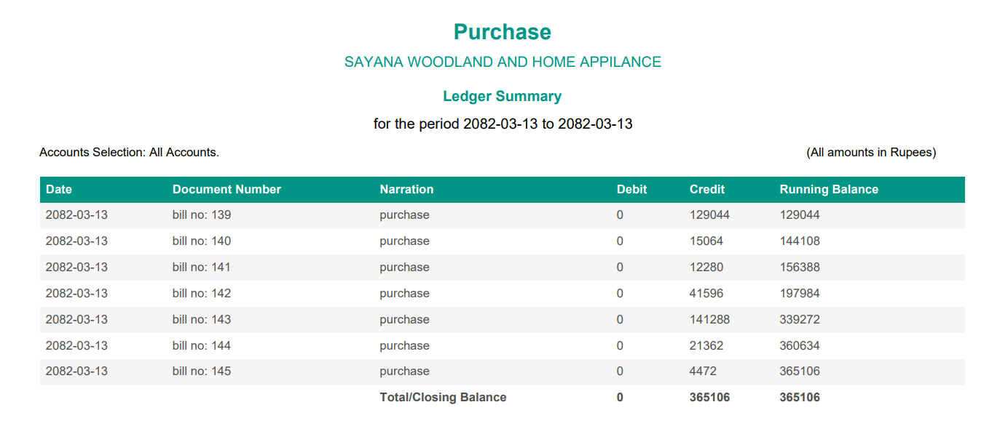 Purchase
SAYANA WOODLAND AND HOME APPILANCE
Ledger Summary
for the period 2082-03-13 to 2082-03-13
Accounts Selection: All Accounts. (All amounts in Rupees)
Date Document Number Narration Debit Credit Running Balance
2082-03-13 bill no: 139 purchase 0 129044 129044
2082-03-13 bill no: 140 purchase 0 15064 144108
2082-03-13 bill no: 141 purchase 0 12280 156388
2082-03-13 bill no: 142 purchase 0 41596 197984
2082-03-13 bill no: 143 purchase 0 141288 339272
2082-03-13 bill no: 144 purchase 0 21362 360634
2082-03-13 bill no: 145 purchase 0 4472 365106
Total/Closing Balance 0 365106 365106